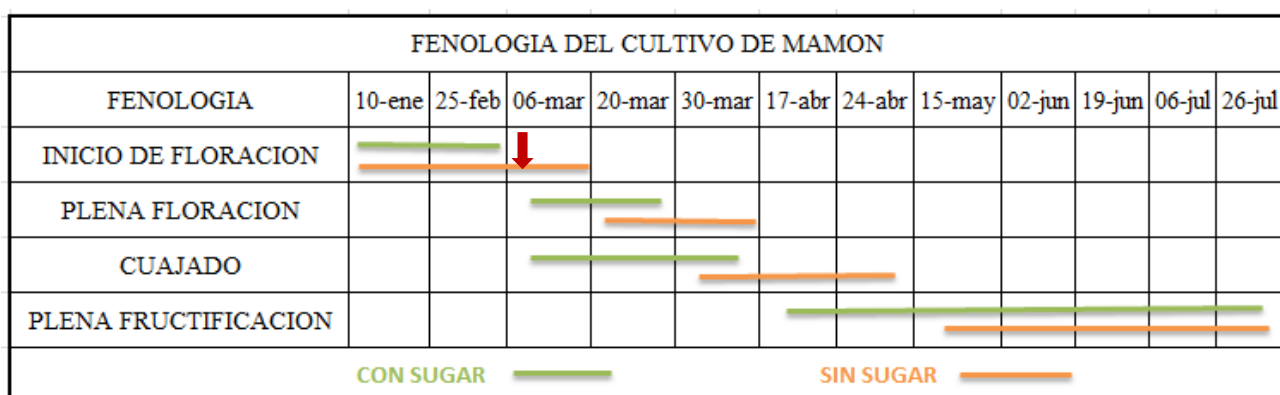 FENOLOGIA DEL CULTIVO DE MAMON
FENOLOGIA 10-ene 25-feb 06-mar 20-mar 30-mar 17-abr 24-abr 15-may 02-jun 19-jun 06-jul 26-jul
INICIO DE FLORACION
PLENA FLORACION
CUAJADO
PLENA FRUCTIFICACION
CON SUGAR SIN SUGAR